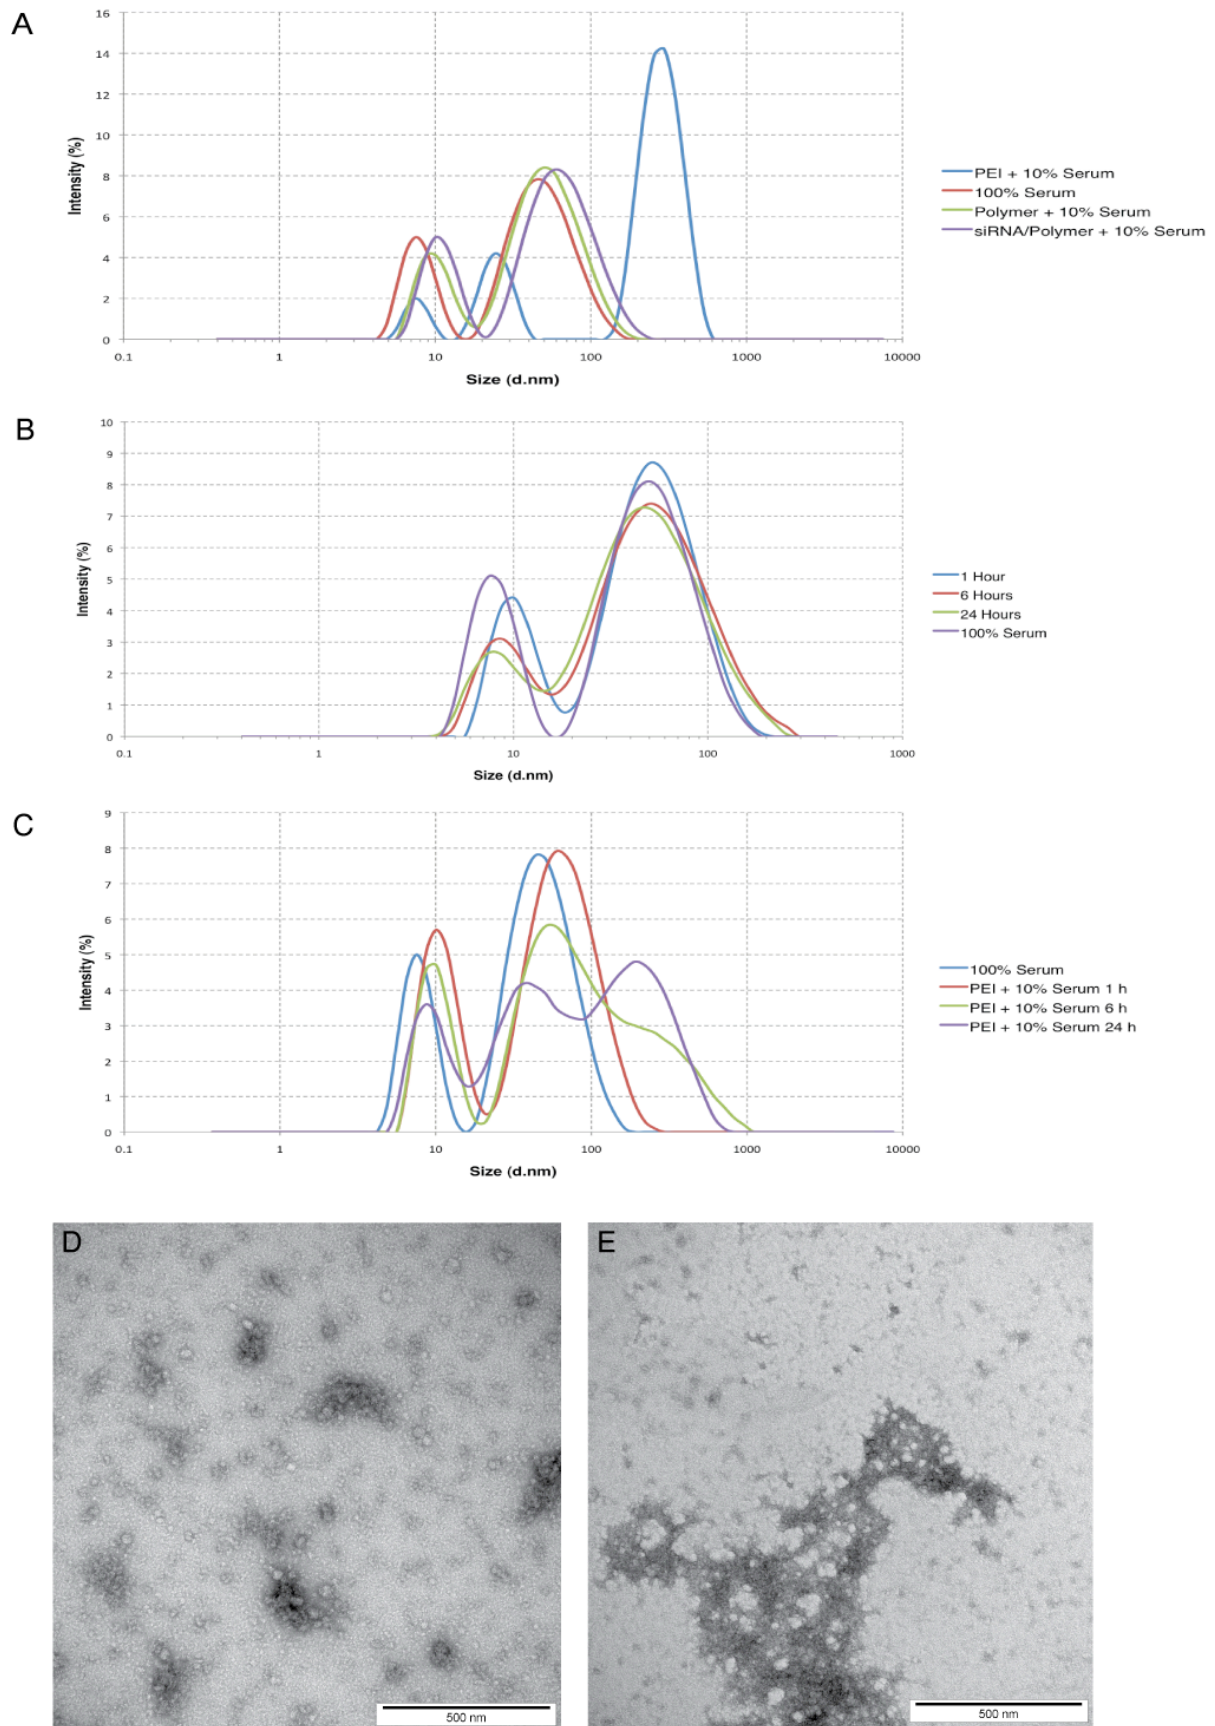 A
16
14
12
10
8
6
4
2
0
Intensity (%)
0.1 1 10 100 1000 10000
Size (d.nm)
PEI + 10% Serum
100% Serum
Polymer + 10% Serum
siRNA/Polymer + 10% Serum
B
10
9
8
7
6
5
4
3
2
1
0
Intensity (%)
0.1 1 10 100 1000
Size (d.nm)
1 Hour
6 Hours
24 Hours
100% Serum
C
9
8
7
6
5
4
3
2
1
0
Intensity (%)
0.1 1 10 100 1000 10000
Size (d.nm)
100% Serum
PEI + 10% Serum 1 h
PEI + 10% Serum 6 h
PEI + 10% Serum 24 h
D
500 nm
E
500 nm